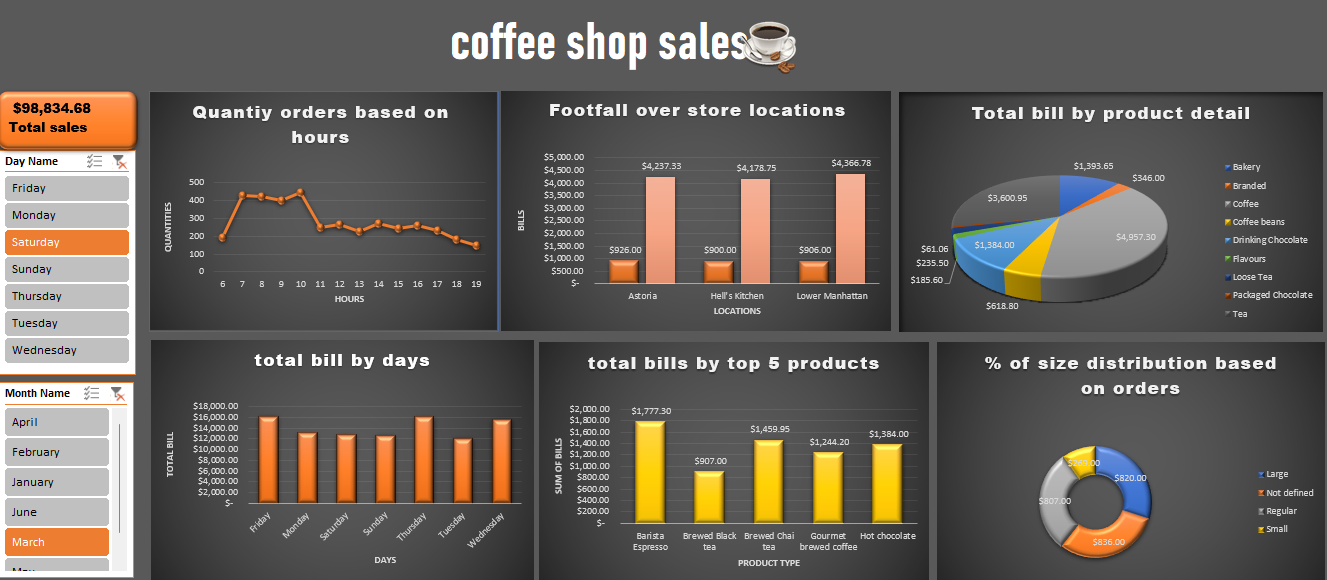 coffee shop sales
$98,834.68
Total sales
Day Name
Friday
Monday
Saturday
Sunday
Thursday
Tuesday
Wednesday
Month Name
April
February
January
June
March
Quantiy orders based on
hours
QUANTITIES
500
400
300
200
100
0
6 7 8 9 10 11 12 13 14 15 16 17 18 19
HOURS
Footfall over store locations
BILLS
$5,000.00
$4,500.00
$4,000.00
$3,500.00
$3,000.00
$2,500.00
$2,000.00
$1,500.00
$1,000.00
$500.00
$-
$926.00
$4,237.33
$900.00
$4,178.75
$906.00
$4,366.78
Astoria
Hell's Kitchen
Lower Manhattan
LOCATIONS
Total bill by product detail
$1,393.65
$346.00
$4,957.30
$618.80
$1,384.00
$185.60
$235.50
$61.06
$3,600.95
Bakery
Branded
Coffee
Coffee beans
Drinking Chocolate
Flavours
Loose Tea
Packaged Chocolate
Tea
total bill by days
TOTAL BILL
$18,000.00
$16,000.00
$14,000.00
$12,000.00
$10,000.00
$8,000.00
$6,000.00
$4,000.00
$2,000.00
$-
Friday
Monday
Saturday
Sunday
Thursday
Tuesday
Wednesday
DAYS
total bills by top 5 products
SUM OF BILLS
$2,000.00
$1,800.00
$1,600.00
$1,400.00
$1,200.00
$1,000.00
$800.00
$600.00
$400.00
$200.00
$-
$1,777.30
$907.00
$1,459.95
$1,244.20
$1,384.00
Barista
Espresso
Brewed Black
tea
Brewed Chai
tea
Gourmet
brewed coffee
Hot chocolate
PRODUCT TYPE
% of size distribution based
on orders
$820.00
$836.00
$807.00
Large
Not defined
Regular
Small